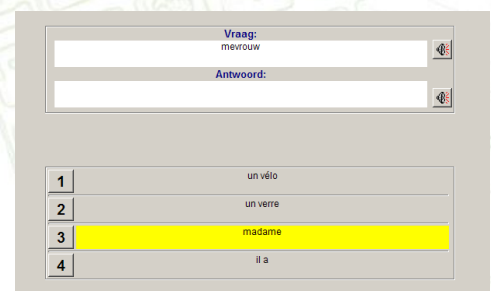 Vraag:
mevrouw
Antwoord:
1 un vélo
2 un verre
3 madame
4 il a